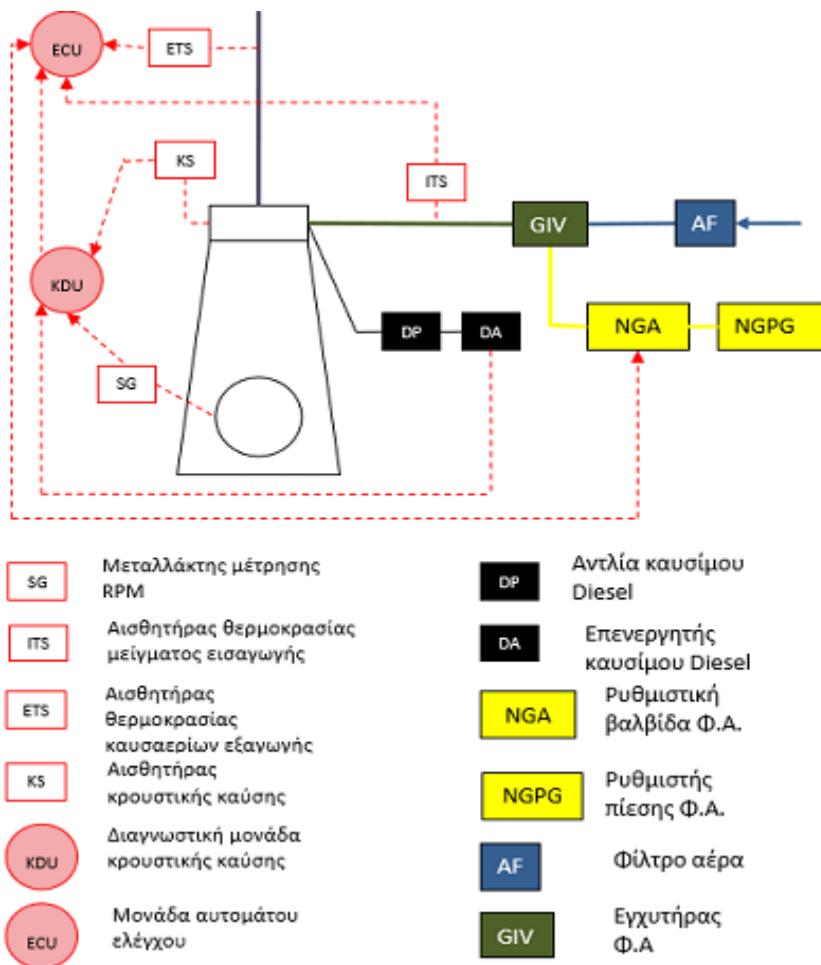 ECU
ETS
KS
ITS
GIV
AF
KDU
DP
DA
NGA
NGPG
SG
SG
Μεταλλάκτης μέτρησης
RPM
ITS
Αισθητήρας θερμοκρασίας
μείγματος εισαγωγής
ETS
Αισθητήρας
θερμοκρασίας
καυσαερίων εξαγωγής
KS
Αισθητήρας
κρουστικής καύσης
KDU
Διαγνωστική μονάδα
κρουστικής καύσης
ECU
Μονάδα αυτομάτου
ελέγχου
DP
Αντλία καυσίμου
Diesel
DA
Επενεργητής
καυσίμου Diesel
NGA
Ρυθμιστική
βαλβίδα Φ.Α.
NGPG
Ρυθμιστής
πίεσης Φ.Α.
AF
Φίλτρο αέρα
GIV
Εγχυτήρας
Φ.Α